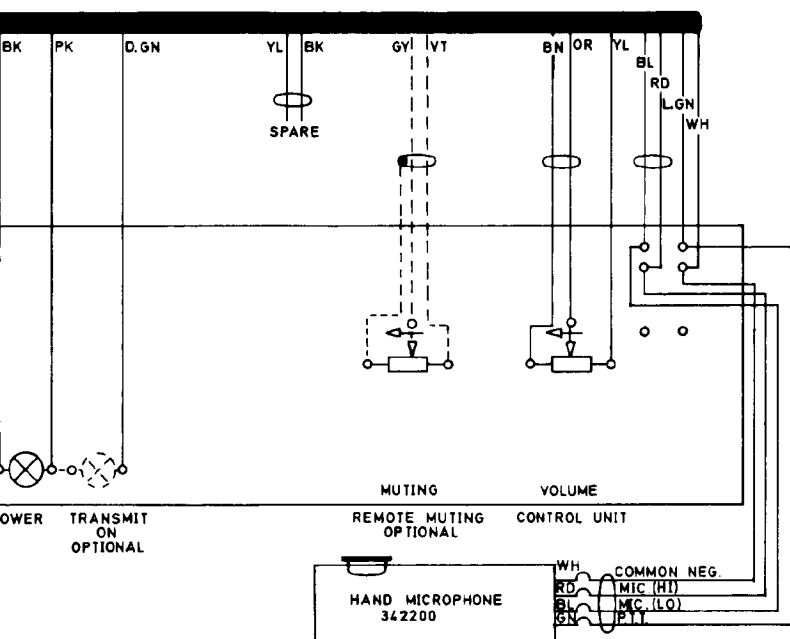 BK PK D.GN YL BK GY VT BN OR YL
BL
RD
L.GN
WH
SPARE
MUTING VOLUME
OWER TRANSMIT ON OPTIONAL REMOTE MUTING OPTIONAL CONTROL UNIT
WH COMMON NEG.
RD MIC (HI)
BL MIC. (LO)
GN P.T.T.
HAND MICROPHONE
342200